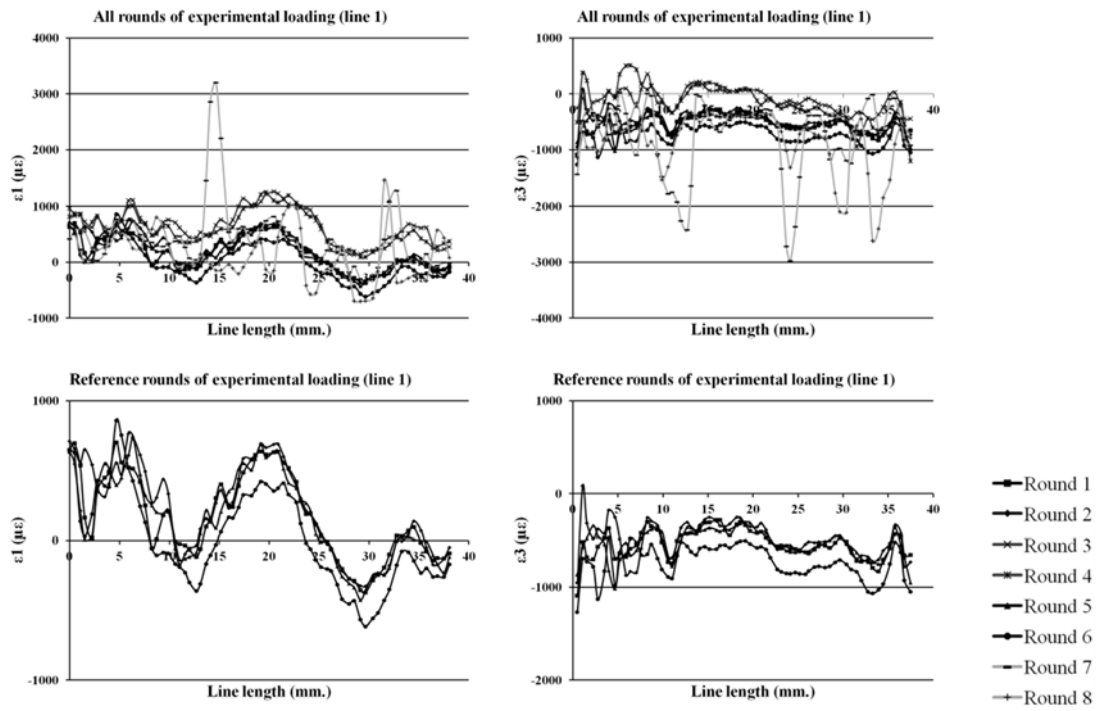 All rounds of experimental loading (line 1)
4000
3000
2000
1000
0
-1000
ε1 (με)
0 5 10 15 20 25 30 35 40
Line length (mm.)
All rounds of experimental loading (line 1)
1000
0
-1000
-2000
-3000
-4000
ε3 (με)
0 5 10 15 20 25 30 35 40
Line length (mm.)
Reference rounds of experimental loading (line 1)
1000
0
-1000
ε1 (με)
0 5 10 15 20 25 30 35 40
Line length (mm.)
Reference rounds of experimental loading (line 1)
1000
0
-1000
-2000
ε3 (με)
0 5 10 15 20 25 30 35 40
Line length (mm.)
Round 1
Round 2
Round 3
Round 4
Round 5
Round 6
Round 7
Round 8